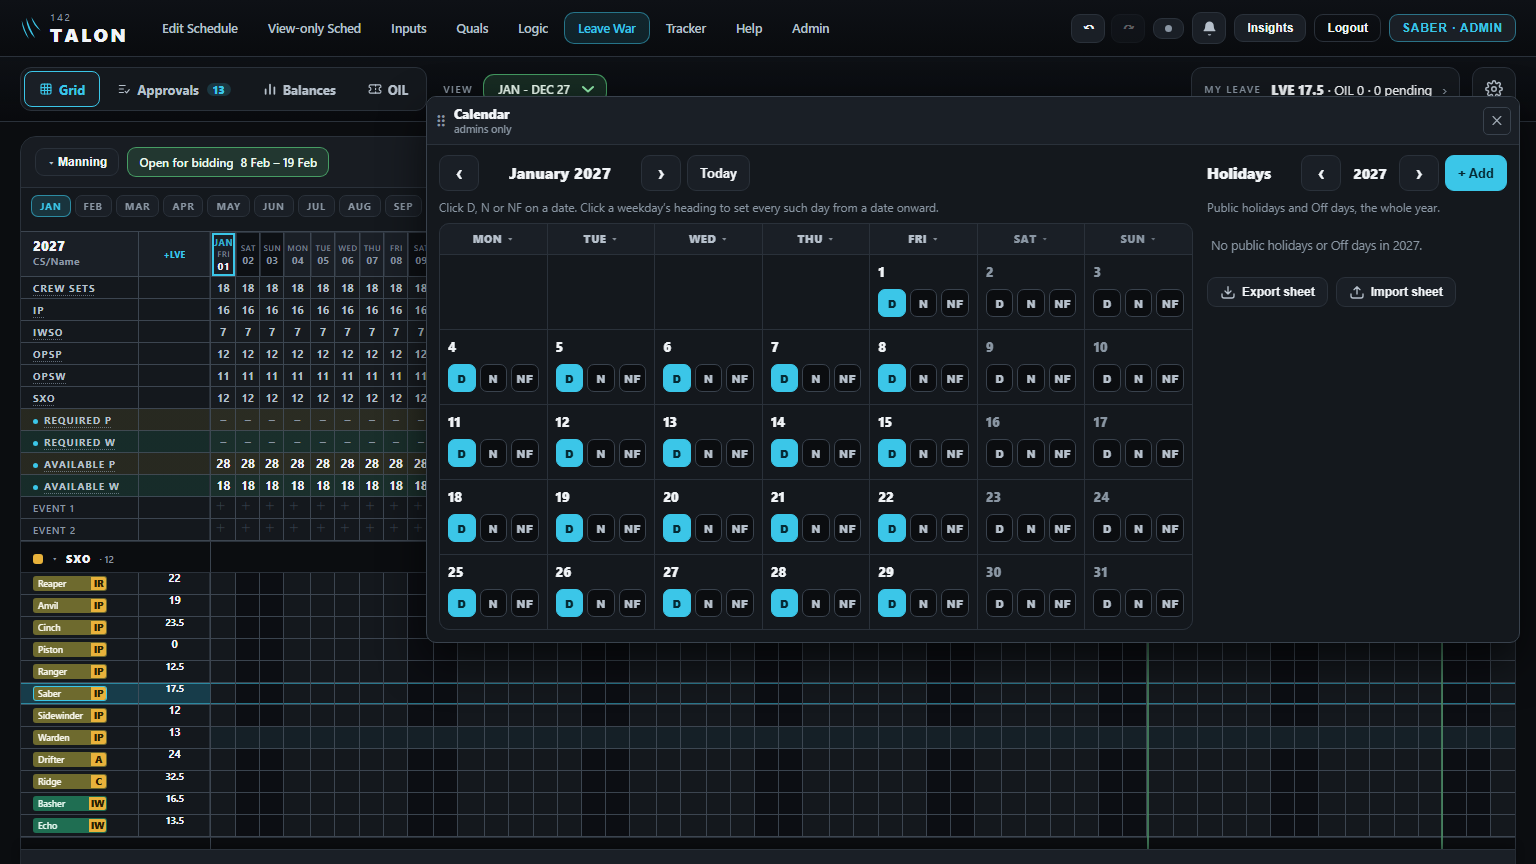 142
TALON
Edit Schedule
View-only Sched
Inputs
Quals
Logic
Leave War
Tracker
Help
Admin
Insights
Logout
SABER · ADMIN
Grid
Approvals 13
Balances
OIL
VIEW
JAN - DEC 27
MY LEAVE LVE 17.5 · OIL 0 · 0 pending ›
Manning
Open for bidding 8 Feb – 19 Feb
JAN FEB MAR APR MAY JUN JUL AUG SEP
2027
CS/Name
+LVE
JAN FRI 01
SAT 02
SUN 03
MON 04
TUE 05
WED 06
THU 07
FRI 08
SAT 09
CREW SETS 18 18 18 18 18 18 18 18 18
IP 16 16 16 16 16 16 16 16 16
IWSO 7 7 7 7 7 7 7 7 7
OPSP 12 12 12 12 12 12 12 12 12
OPSW 11 11 11 11 11 11 11 11 11
SXO 12 12 12 12 12 12 12 12 12
REQUIRED P – – – – – – – – –
REQUIRED W – – – – – – – – –
AVAILABLE P 28 28 28 28 28 28 28 28 28
AVAILABLE W 18 18 18 18 18 18 18 18 18
EVENT 1 + + + + + + + + +
EVENT 2 + + + + + + + + +
SXO · 12
Reaper IR 22
Anvil IP 19
Cinch IP 23.5
Piston IP 0
Ranger IP 12.5
Saber IP 17.5
Sidewinder IP 12
Warden IP 13
Drifter A 24
Ridge C 32.5
Basher IW 16.5
Echo IW 13.5
Calendar
admins only
‹ January 2027 › Today
Click D, N or NF on a date. Click a weekday's heading to set every such day from a date onward.
MON TUE WED THU FRI SAT SUN
1 2 3
D N NF D N NF D N NF
4 5 6 7 8 9 10
D N NF D N NF D N NF D N NF D N NF D N NF D N NF
11 12 13 14 15 16 17
D N NF D N NF D N NF D N NF D N NF D N NF D N NF
18 19 20 21 22 23 24
D N NF D N NF D N NF D N NF D N NF D N NF D N NF
25 26 27 28 29 30 31
D N NF D N NF D N NF D N NF D N NF D N NF D N NF
Holidays ‹ 2027 › + Add
Public holidays and Off days, the whole year.
No public holidays or Off days in 2027.
Export sheet
Import sheet